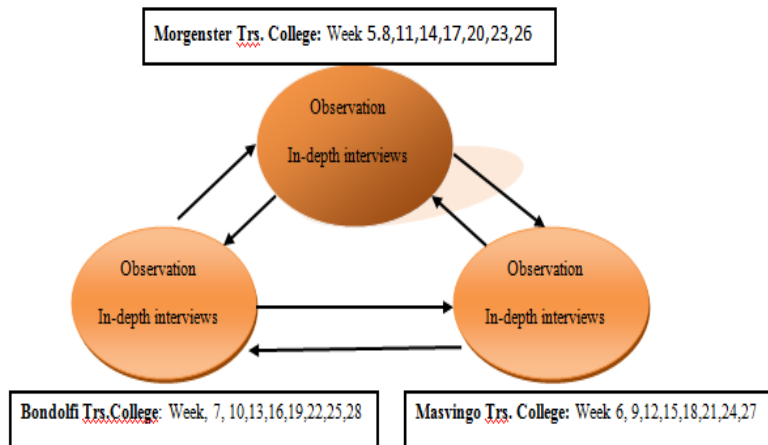 Morgenster Trs. College: Week 5.8,11,14,17,20,23,26
Observation
In-depth interviews
Observation
In-depth interviews
Observation
In-depth interviews
Bondolfi Trs.College: Week, 7, 10,13,16,19,22,25,28
Masvingo Trs. College: Week 6, 9,12,15,18,21,24,27